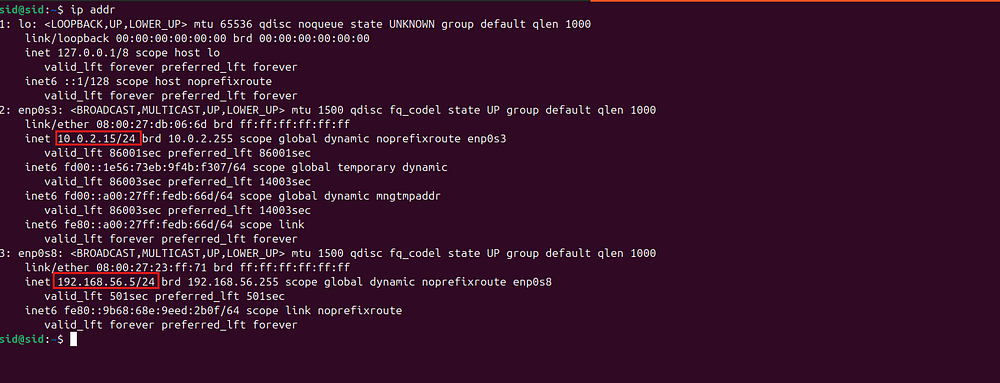 sid@sid:~$ ip addr
1: lo: <LOOPBACK,UP,LOWER_UP> mtu 65536 qdisc noqueue state UNKNOWN group default qlen 1000
    link/loopback 00:00:00:00:00:00 brd 00:00:00:00:00:00
    inet 127.0.0.1/8 scope host lo
       valid_lft forever preferred_lft forever
    inet6 ::1/128 scope host noprefixroute
       valid_lft forever preferred_lft forever
2: enp0s3: <BROADCAST,MULTICAST,UP,LOWER_UP> mtu 1500 qdisc fq_codel state UP group default qlen 1000
    link/ether 08:00:27:db:06:6d brd ff:ff:ff:ff:ff:ff
    inet 10.0.2.15/24 brd 10.0.2.255 scope global dynamic noprefixroute enp0s3
       valid_lft 86001sec preferred_lft 86001sec
    inet6 fd00::1e56:73eb:9f4b:f307/64 scope global temporary dynamic
       valid_lft 86003sec preferred_lft 14003sec
    inet6 fd00::a00:27ff:fedb:66d/64 scope global dynamic mngtmpaddr
       valid_lft 86003sec preferred_lft 14003sec
    inet6 fe80::a00:27ff:fedb:66d/64 scope link
       valid_lft forever preferred_lft forever
3: enp0s8: <BROADCAST,MULTICAST,UP,LOWER_UP> mtu 1500 qdisc fq_codel state UP group default qlen 1000
    link/ether 08:00:27:23:ff:71 brd ff:ff:ff:ff:ff:ff
    inet 192.168.56.5/24 brd 192.168.56.255 scope global dynamic noprefixroute enp0s8
       valid_lft 501sec preferred_lft 501sec
    inet6 fe80::9b68:68e:9eed:2b0f/64 scope link noprefixroute
       valid_lft forever preferred_lft forever
sid@sid:~$